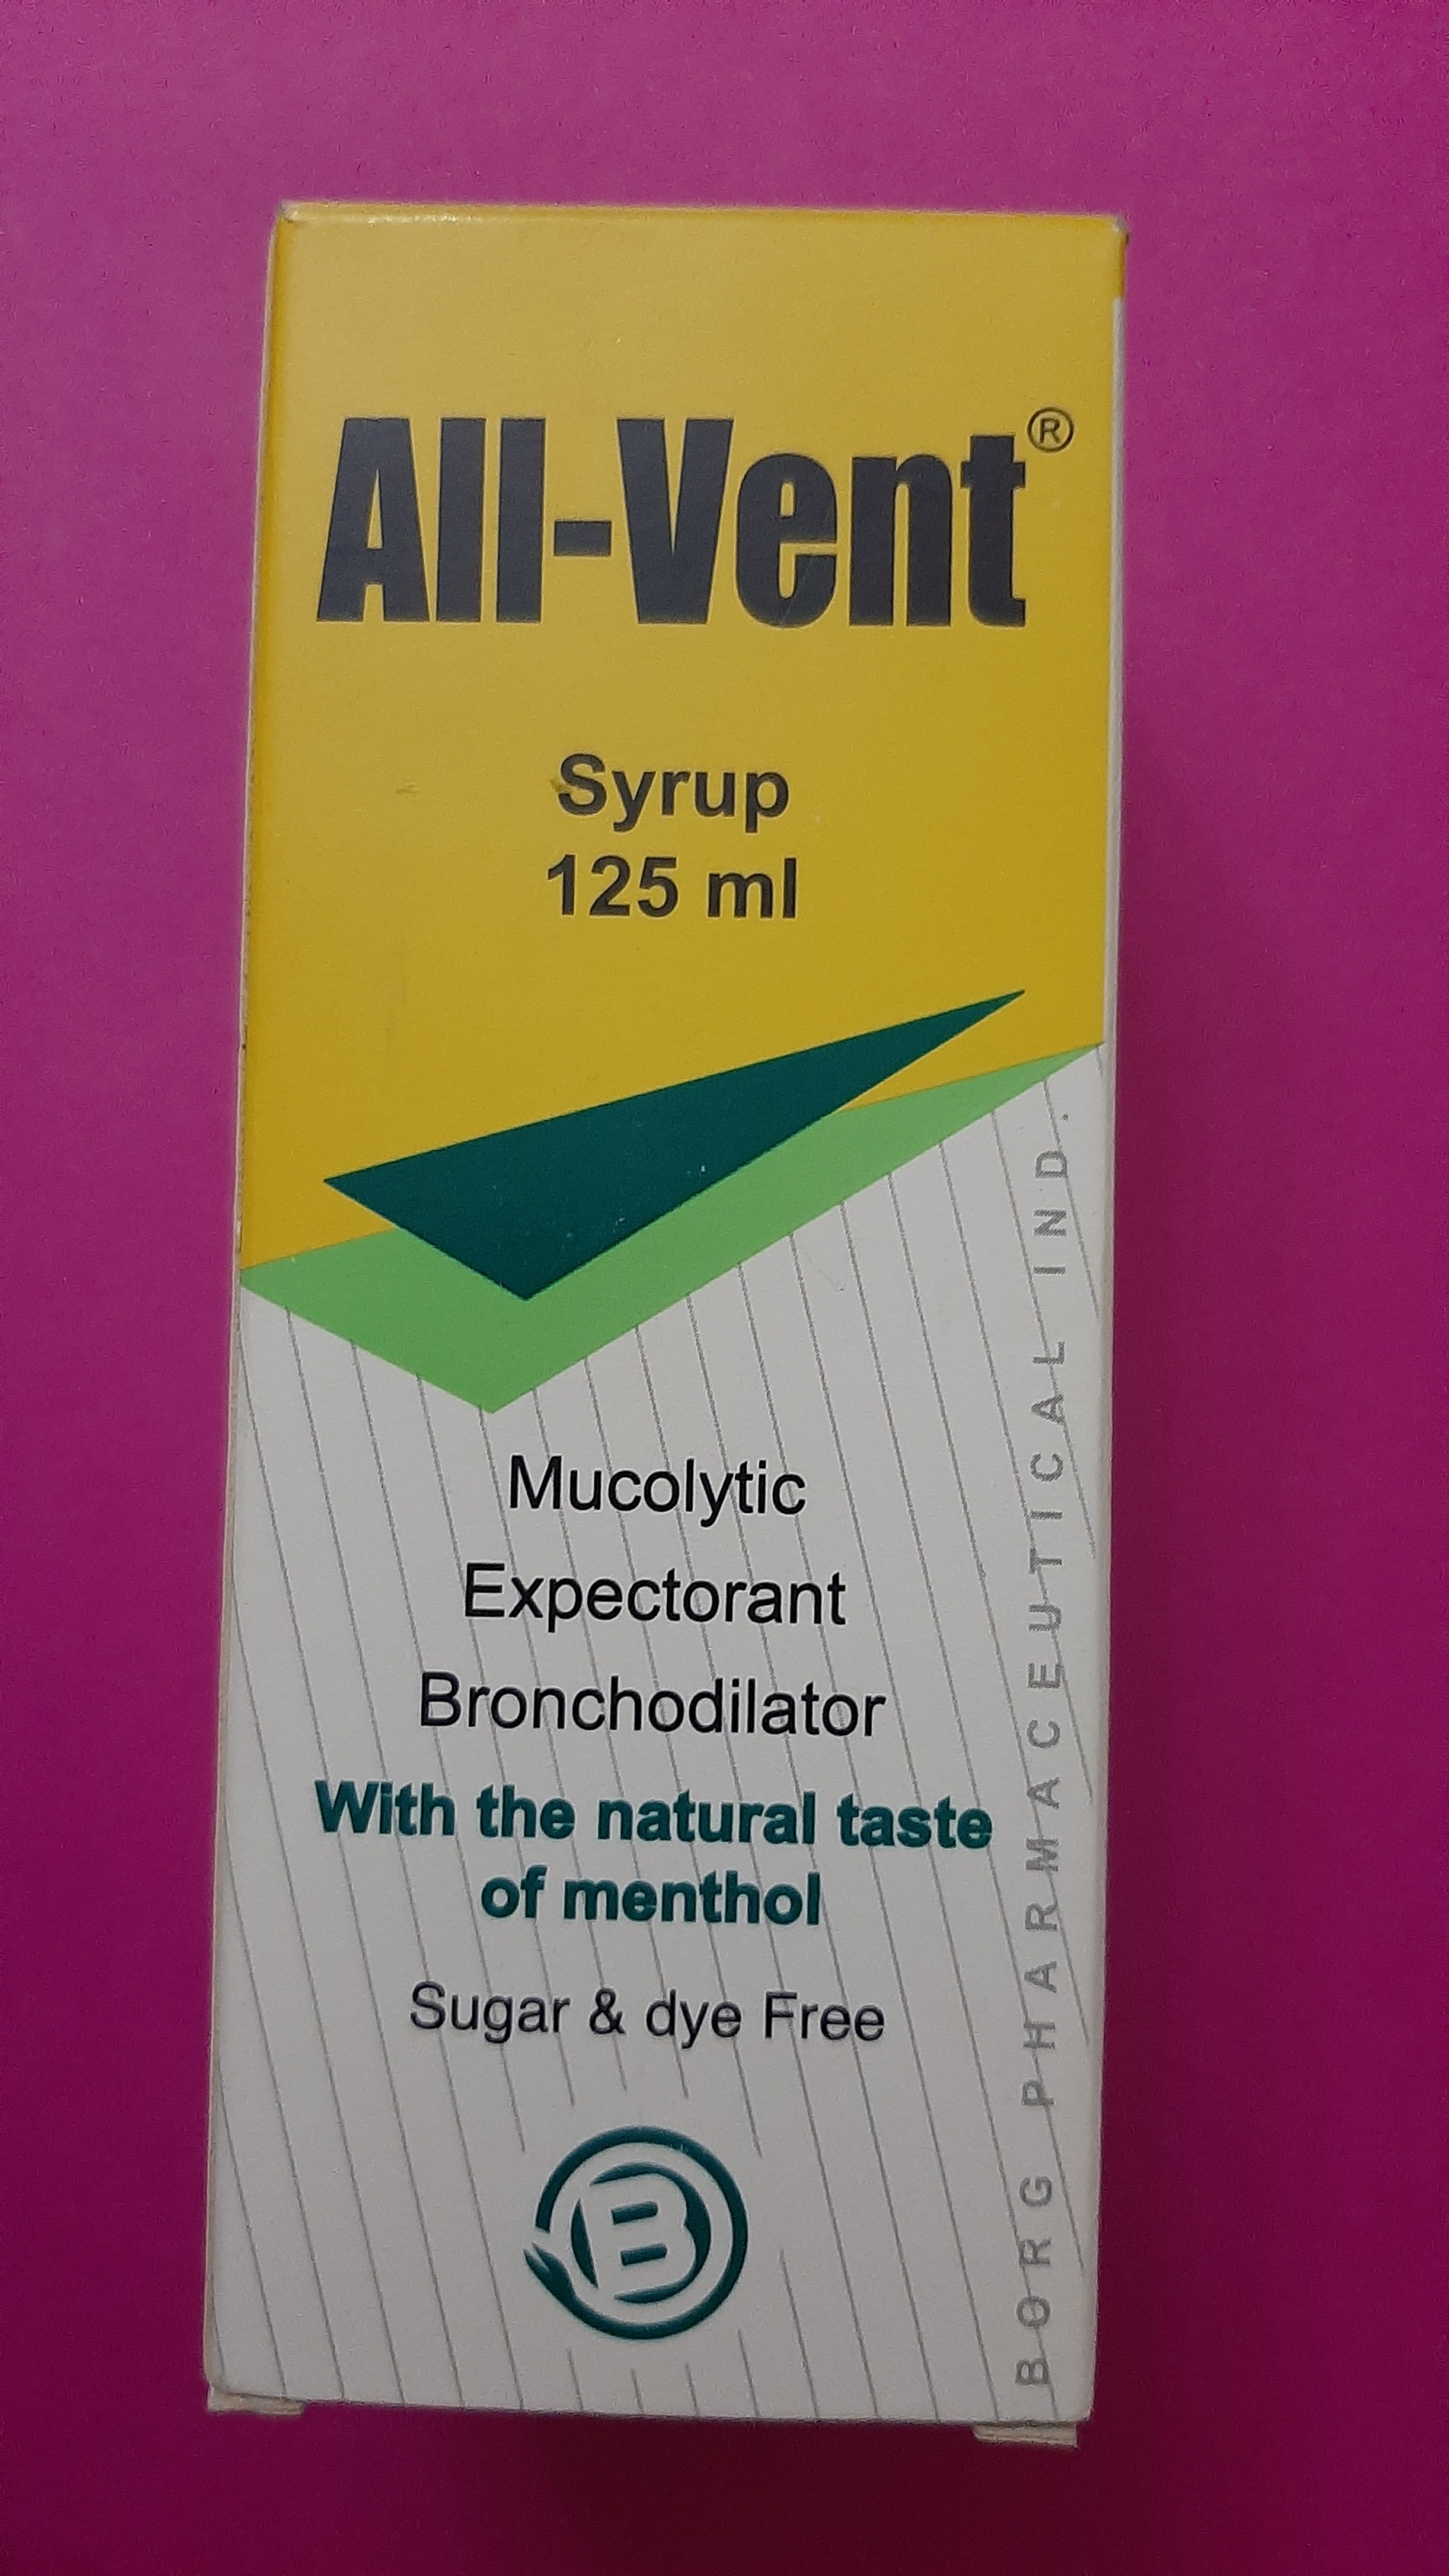 All-Vent®
Syrup
125 ml
Mucolytic
Expectorant
Bronchodilator
With the natural taste
of menthol
Sugar & dye Free
B
BORG PHARMACEUTICAL IND.